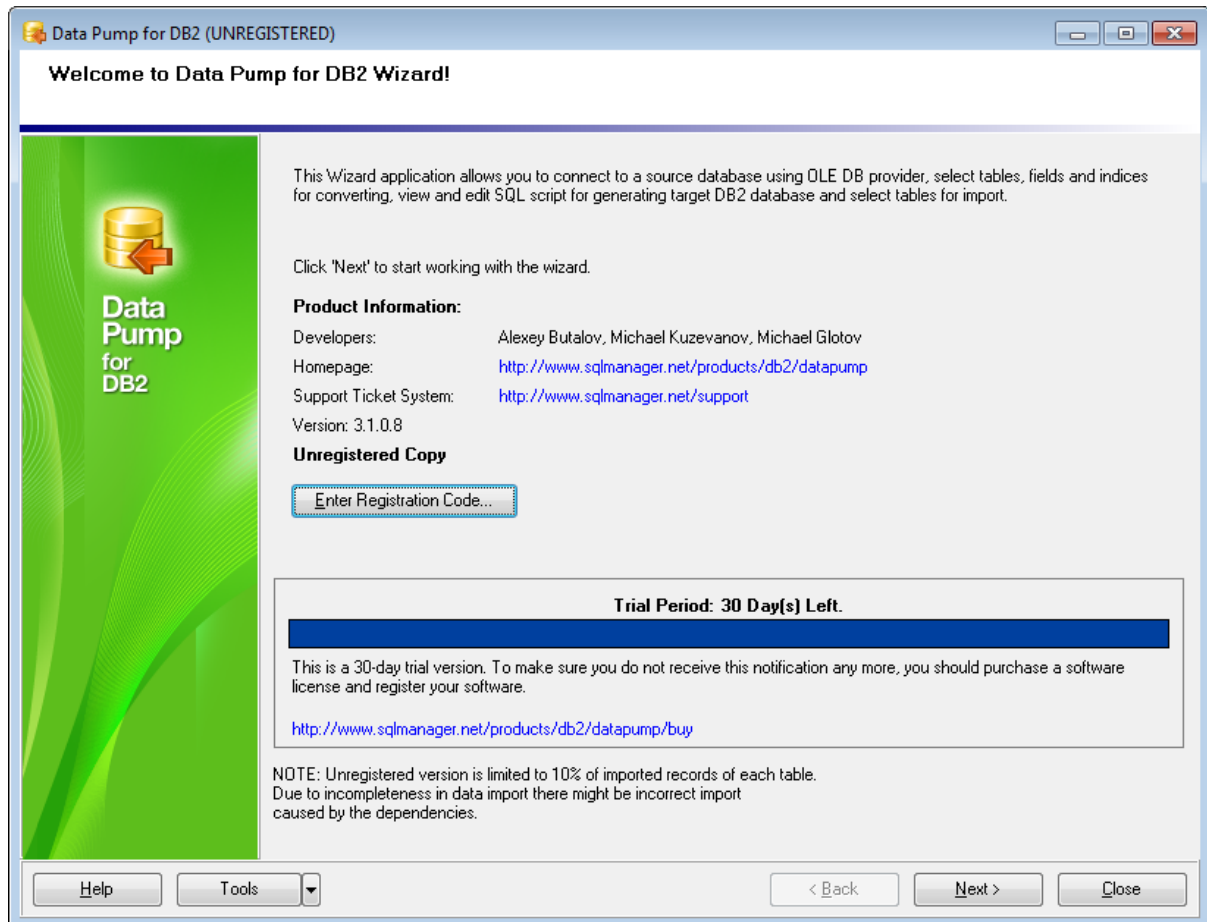 Data Pump for DB2 (UNREGISTERED)
Welcome to Data Pump for DB2 Wizard!
Data
Pump
for
DB2
This Wizard application allows you to connect to a source database using OLE DB provider, select tables, fields and indices
for converting, view and edit SQL script for generating target DB2 database and select tables for import.
Click 'Next' to start working with the wizard.
Product Information:
Developers: Alexey Butalov, Michael Kuzevanov, Michael Glotov
Homepage: http://www.sqlmanager.net/products/db2/datapump
Support Ticket System: http://www.sqlmanager.net/support
Version: 3.1.0.8
Unregistered Copy
Enter Registration Code...
Trial Period: 30 Day(s) Left.
This is a 30-day trial version. To make sure you do not receive this notification any more, you should purchase a software
license and register your software.
http://www.sqlmanager.net/products/db2/datapump/buy
NOTE: Unregistered version is limited to 10% of imported records of each table.
Due to incompleteness in data import there might be incorrect import
caused by the dependencies.
Help Tools < Back Next > Close